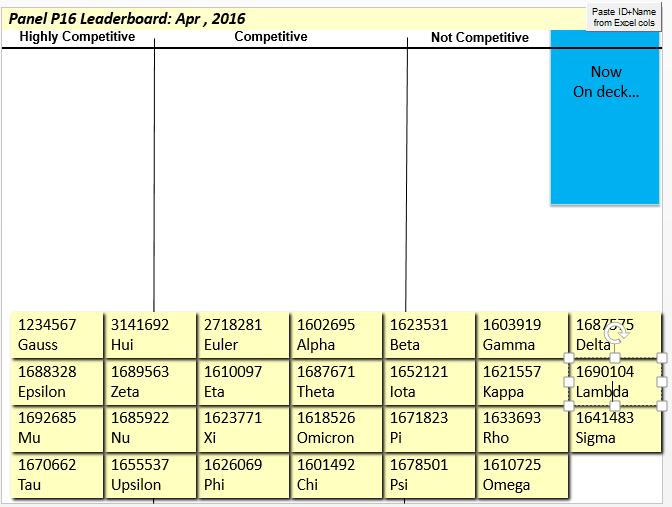 Panel P16 Leaderboard: Apr , 2016
Paste ID+Name
from Excel cols
Highly Competitive
Competitive
Not Competitive
Now
On deck...
1234567
Gauss
3141692
Hui
2718281
Euler
1602695
Alpha
1623531
Beta
1603919
Gamma
1687575
Delta
1688328
Epsilon
1689563
Zeta
1610097
Eta
1687671
Theta
1652121
Iota
1621557
Kappa
1690104
Lambda
1692685
Mu
1685922
Nu
1623771
Xi
1618526
Omicron
1671823
Pi
1633693
Rho
1641483
Sigma
1670662
Tau
1655537
Upsilon
1626069
Phi
1601492
Chi
1678501
Psi
1610725
Omega